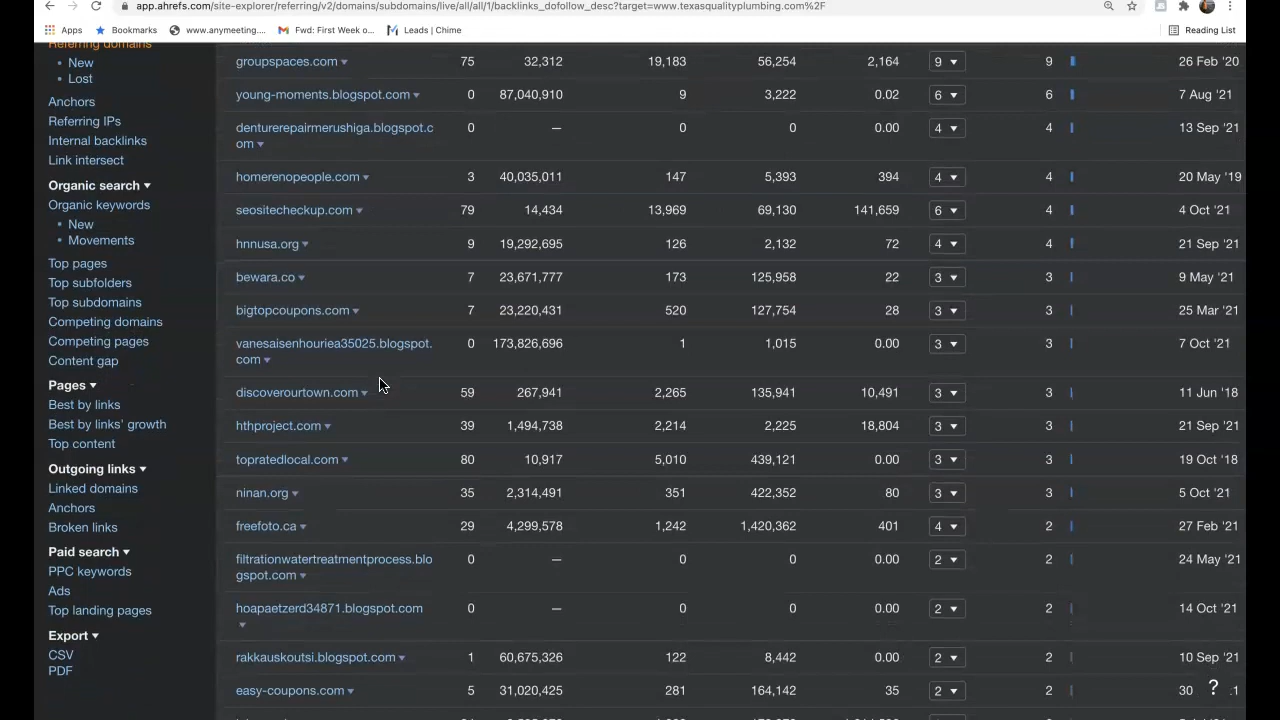 app.ahrefs.com/site-explorer/referring/v2/domains/subdomains/live/all/all/1/backlinks_dofollow_desc?target=www.texasqualityplumbing.com%2F
Apps Bookmarks www.anymeeting.... Fwd: First Week o... Leads | Chime Reading List
Referring domains
New
Lost
Anchors
Referring IPs
Internal backlinks
Link intersect
Organic search
Organic keywords
New
Movements
Top pages
Top subfolders
Top subdomains
Competing domains
Competing pages
Content gap
Pages
Best by links
Best by links' growth
Top content
Outgoing links
Linked domains
Anchors
Broken links
Paid search
PPC keywords
Ads
Top landing pages
Export
CSV
PDF
groupspaces.com 75 32,312 19,183 56,254 2,164 9 9 26 Feb '20
young-moments.blogspot.com 0 87,040,910 9 3,222 0.02 6 6 7 Aug '21
denturerepairmerushiga.blogspot.c 0 — 0 0 0.00 4 4 13 Sep '21
om
homerenopeople.com 3 40,035,011 147 5,393 394 4 4 20 May '19
seositecheckup.com 79 14,434 13,969 69,130 141,659 6 4 4 Oct '21
hnnusa.org 9 19,292,695 126 2,132 72 4 4 21 Sep '21
bewara.co 7 23,671,777 173 125,958 22 3 3 9 May '21
bigtopcoupons.com 7 23,220,431 520 127,754 28 3 3 25 Mar '21
vanesaisenhouriea35025.blogspot. 0 173,826,696 1 1,015 0.00 3 3 7 Oct '21
com
discoverourtown.com 59 267,941 2,265 135,941 10,491 3 3 11 Jun '18
hthproject.com 39 1,494,738 2,214 2,225 18,804 3 3 21 Sep '21
topratedlocal.com 80 10,917 5,010 439,121 0.00 3 3 19 Oct '18
ninan.org 35 2,314,491 351 422,352 80 3 3 5 Oct '21
freefoto.ca 29 4,299,578 1,242 1,420,362 401 4 2 27 Feb '21
filtrationwatertreatmentprocess.blo 0 — 0 0 0.00 2 2 24 May '21
gspot.com
hoapaetzerd34871.blogspot.com 0 — 0 0 0.00 2 2 14 Oct '21
rakkauskoutsi.blogspot.com 1 60,675,326 122 8,442 0.00 2 2 10 Sep '21
easy-coupons.com 5 31,020,425 281 164,142 35 2 2 30 ?